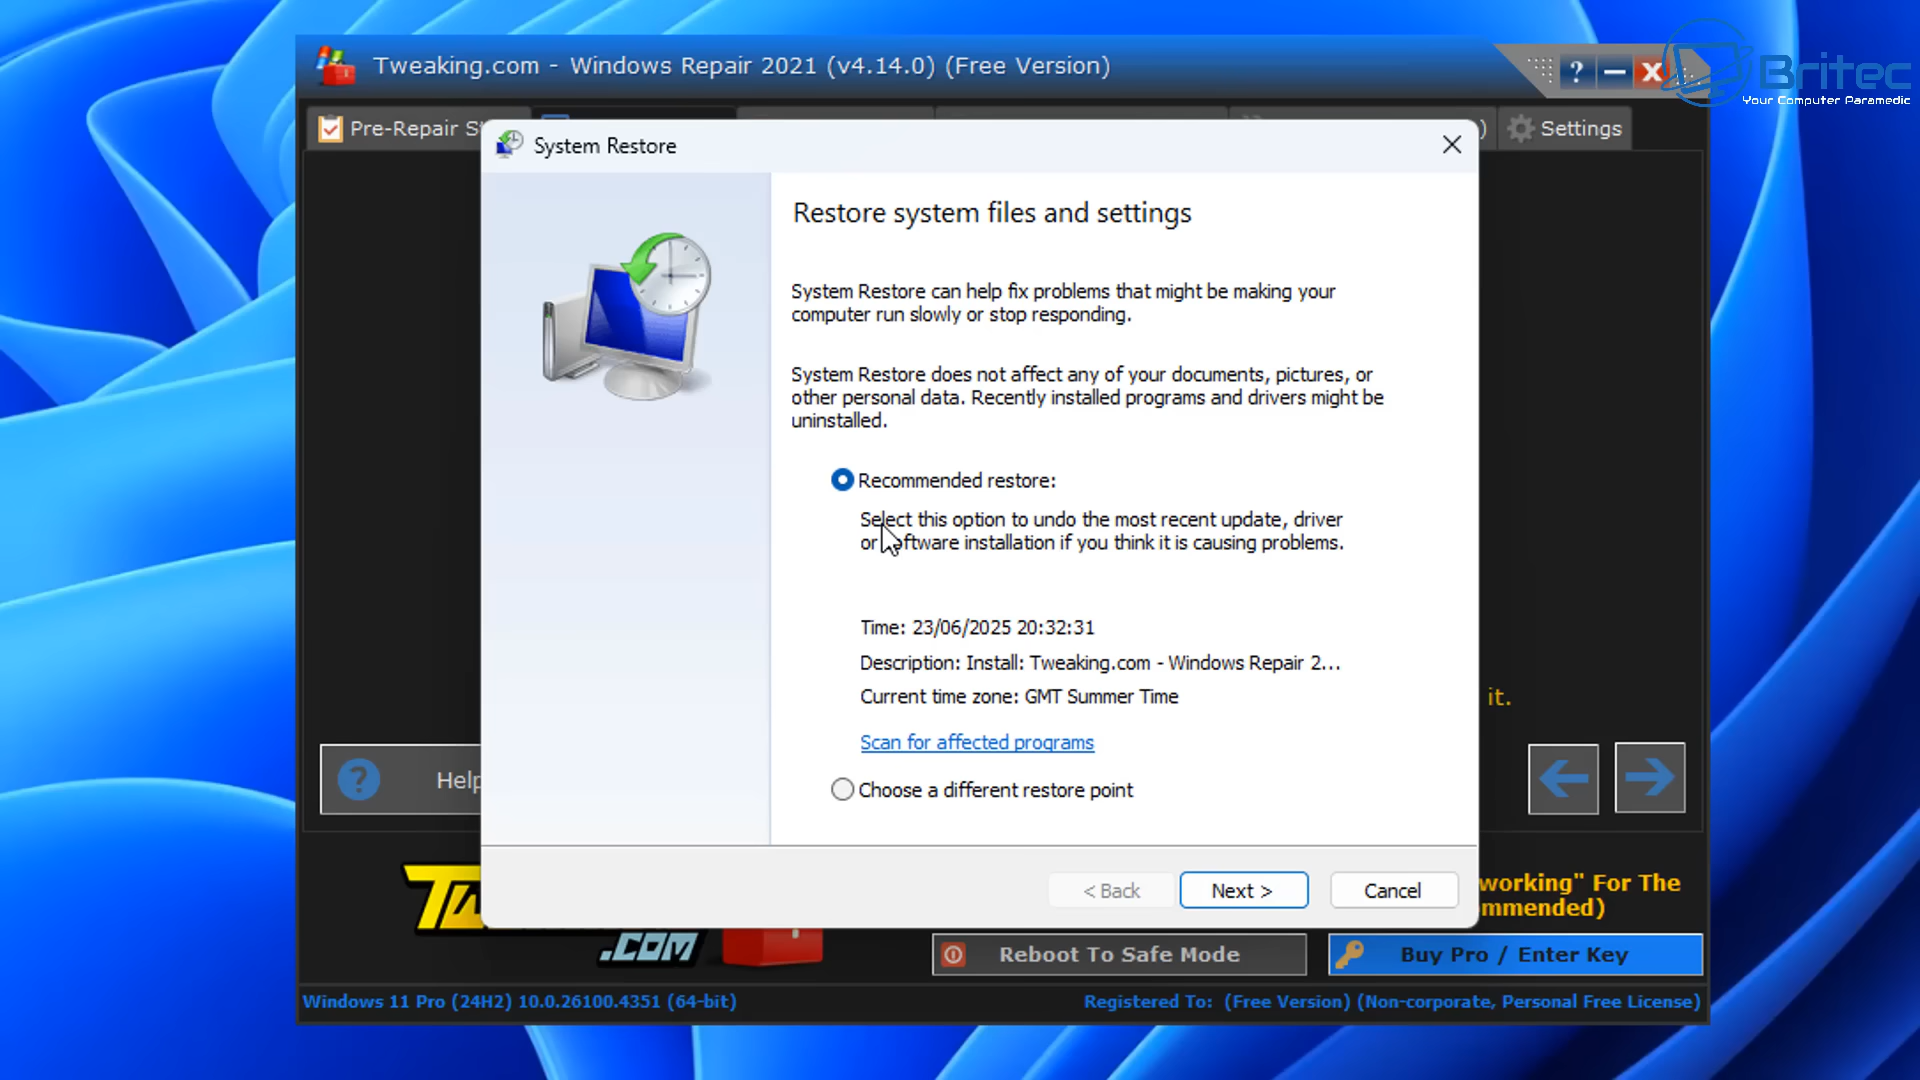 Tweaking.com - Windows Repair 2021 (v4.14.0) (Free Version)
?
Britec
Your Computer Paramedic
Pre-Repair S
)
Settings
System Restore
Restore system files and settings
System Restore can help fix problems that might be making your
computer run slowly or stop responding.
System Restore does not affect any of your documents, pictures, or
other personal data. Recently installed programs and drivers might be
uninstalled.
Recommended restore:
Select this option to undo the most recent update, driver
or software installation if you think it is causing problems.
Time: 23/06/2025 20:32:31
Description: Install: Tweaking.com - Windows Repair 2...
Current time zone: GMT Summer Time
it.
Scan for affected programs
? Help
Choose a different restore point
< Back
Next >
Cancel
working" For The
mmended)
.COM
Reboot To Safe Mode
Buy Pro / Enter Key
Windows 11 Pro (24H2) 10.0.26100.4351 (64-bit)
Registered To: (Free Version) (Non-corporate, Personal Free License)